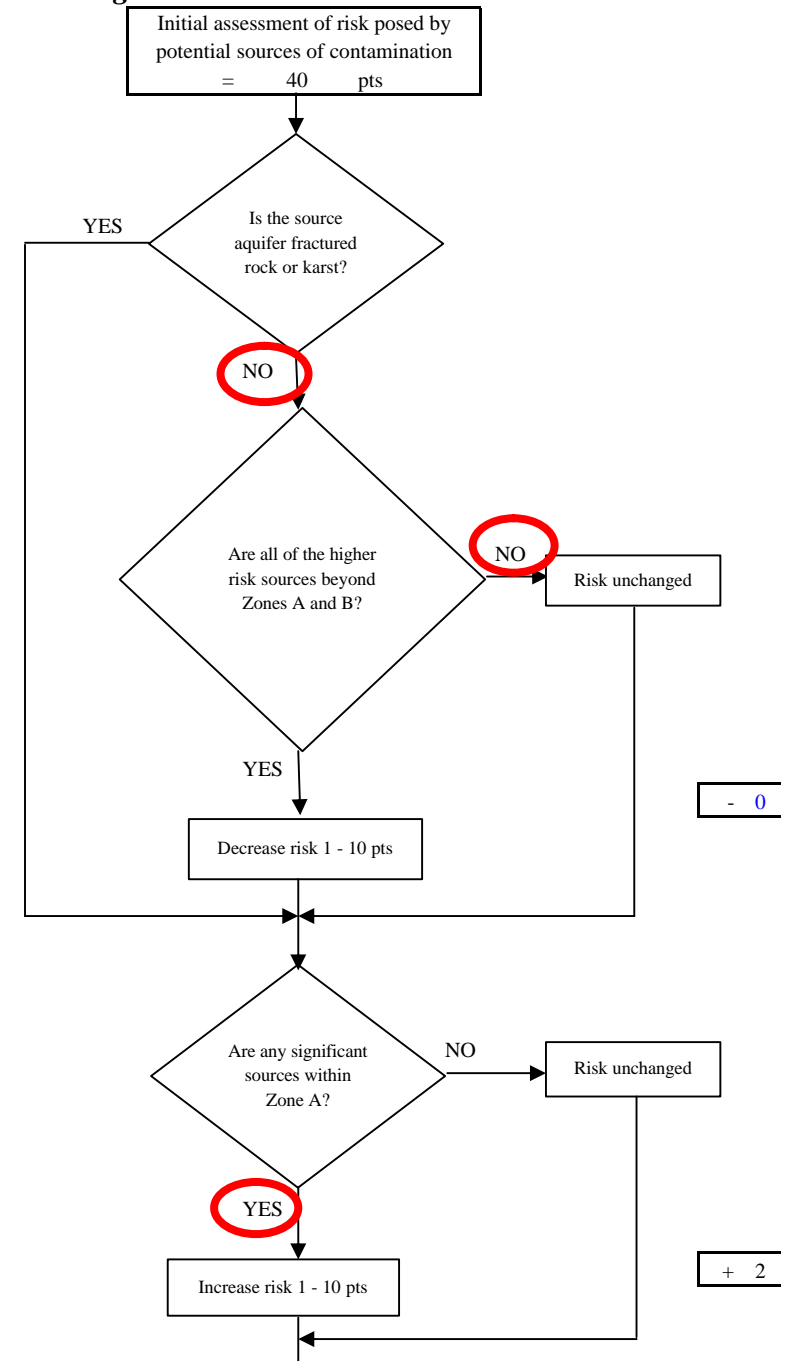 Initial assessment of risk posed by
potential sources of contamination
= 40 pts
Is the source
aquifer fractured
rock or karst?
YES
NO
Are all of the higher
risk sources beyond
Zones A and B?
NO
Risk unchanged
YES
- 0
Decrease risk 1 - 10 pts
Are any significant
sources within
Zone A?
NO
Risk unchanged
YES
+ 2
Increase risk 1 - 10 pts